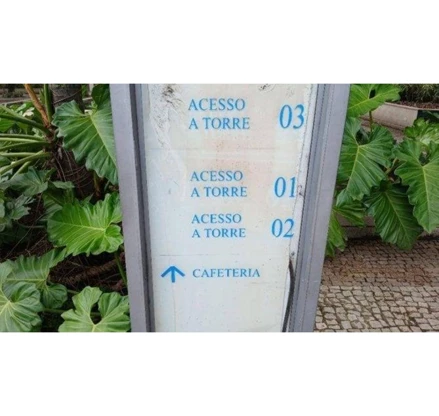 ACESSO
A TORRE 03
ACESSO
A TORRE 01
ACESSO
A TORRE 02
CAFETERIA